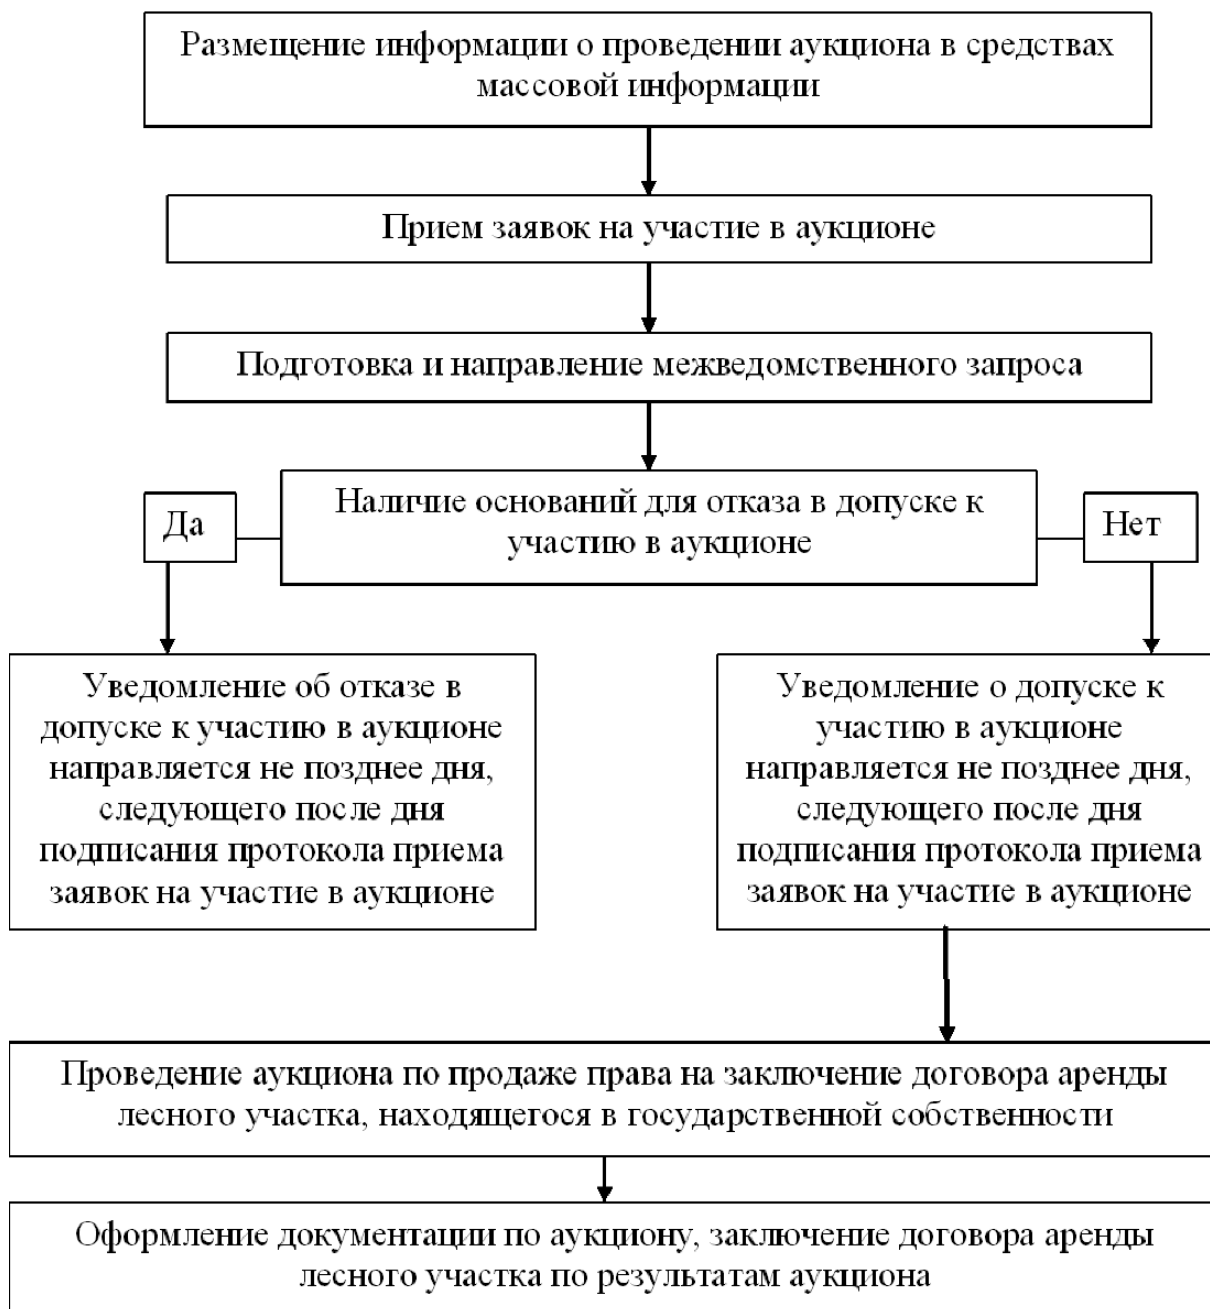 Размещение информации о проведении аукциона в средствах
массовой информации
Прием заявок на участие в аукционе
Подготовка и направление межведомственного запроса
Наличие оснований для отказа в допуске к
участию в аукционе
Да
Нет
Уведомление об отказе в
допуске к участию в аукционе
направляется не позднее дня,
следующего после дня
подписания протокола приема
заявок на участие в аукционе
Уведомление о допуске к
участию в аукционе
направляется не позднее дня,
следующего после дня
подписания протокола приема
заявок на участие в аукционе
Проведение аукциона по продаже права на заключение договора аренды
лесного участка, находящегося в государственной собственности
Оформление документации по аукциону, заключение договора аренды
лесного участка по результатам аукциона